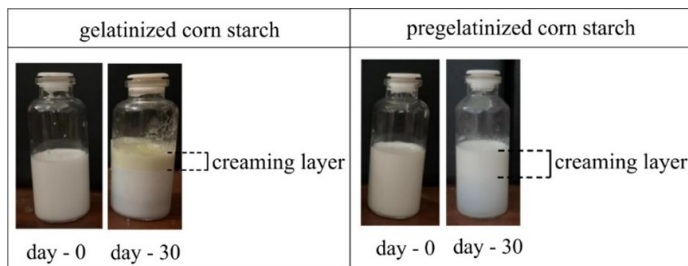 gelatinized corn starch
pregelatinized corn starch
creaming layer
creaming layer
day - 0 day - 30
day - 0 day - 30